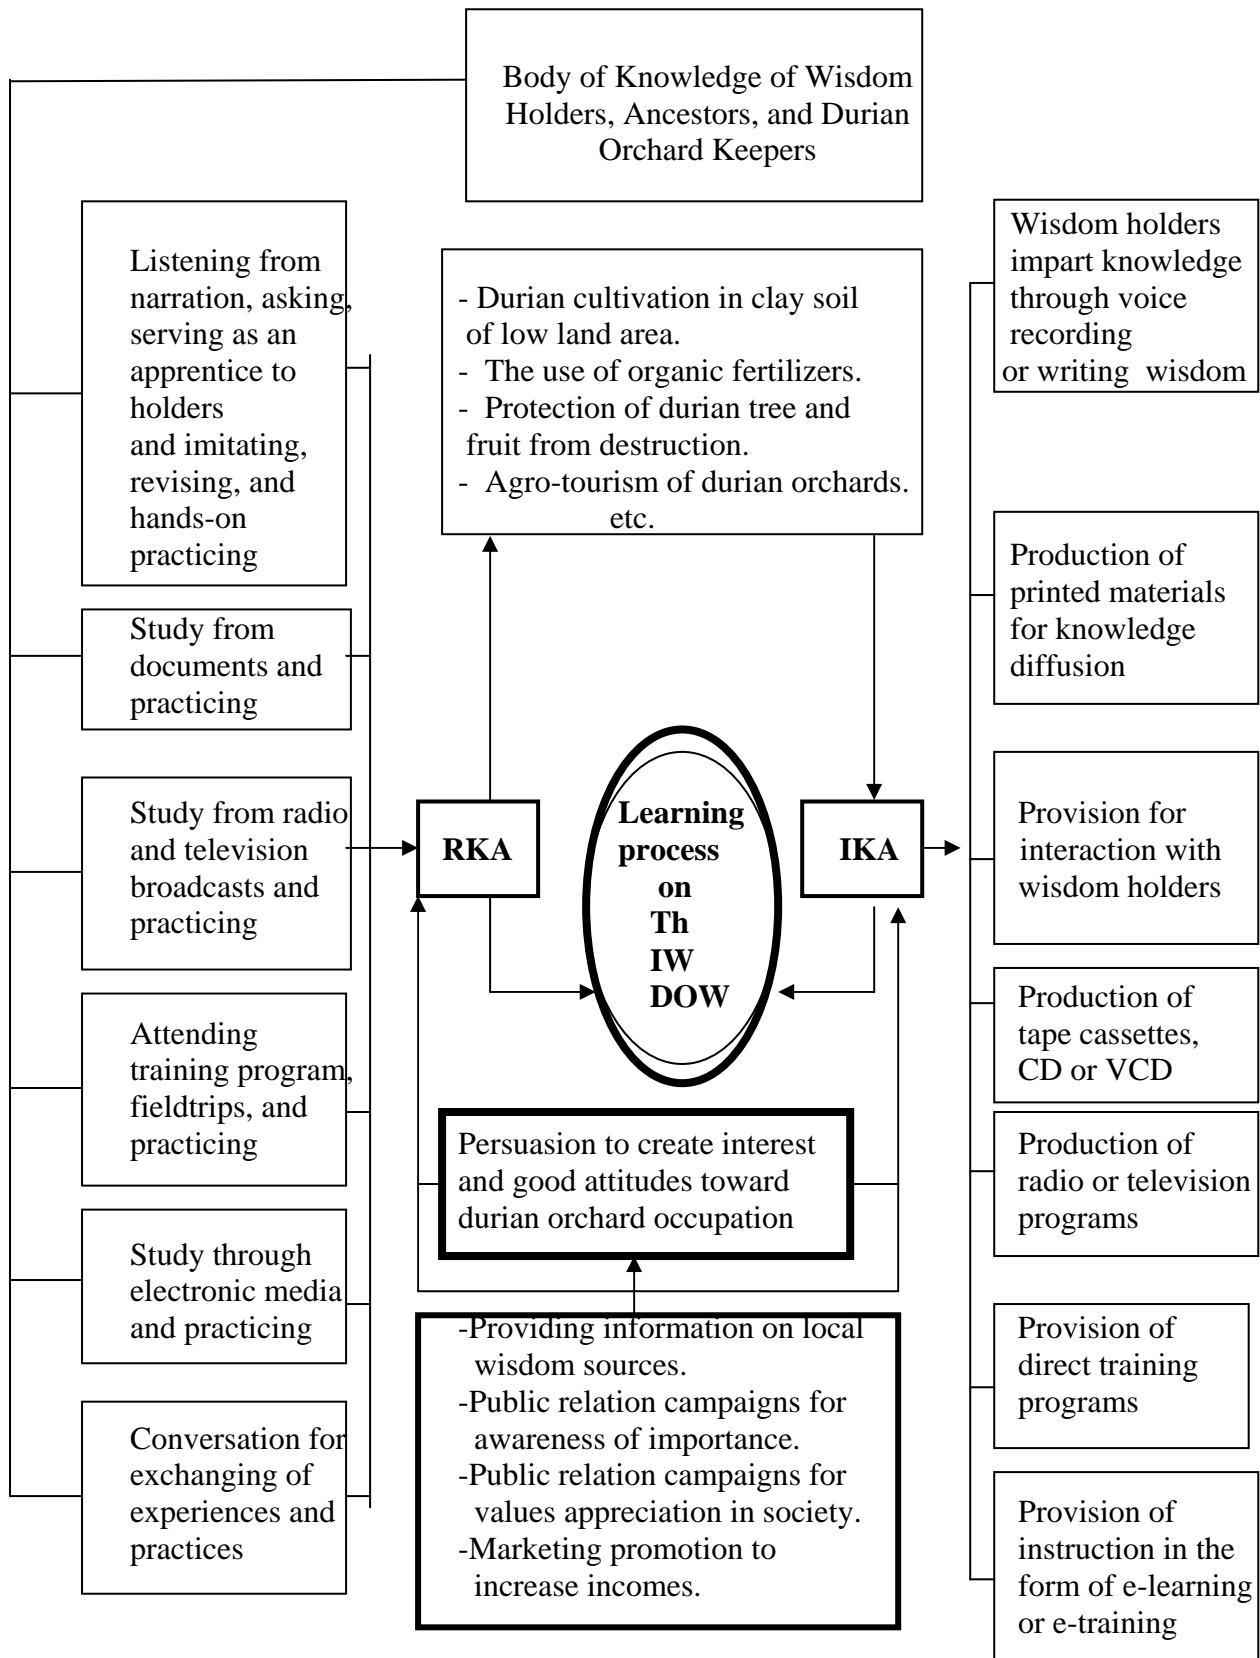 Body of Knowledge of Wisdom
Holders, Ancestors, and Durian
Orchard Keepers
Listening from
narration, asking,
serving as an
apprentice to
holders
and imitating,
revising, and
hands-on
practicing
Study from
documents and
practicing
Study from radio
and television
broadcasts and
practicing
Attending
training program,
fieldtrips, and
practicing
Study through
electronic media
and practicing
Conversation for
exchanging of
experiences and
practices
- Durian cultivation in clay soil
of low land area.
- The use of organic fertilizers.
- Protection of durian tree and
fruit from destruction.
- Agro-tourism of durian orchards.
etc.
RKA
Learning
process
on
Th
IW
DOW
IKA
Persuasion to create interest
and good attitudes toward
durian orchard occupation
-Providing information on local
wisdom sources.
-Public relation campaigns for
awareness of importance.
-Public relation campaigns for
values appreciation in society.
-Marketing promotion to
increase incomes.
Wisdom holders
impart knowledge
through voice
recording
or writing wisdom
Production of
printed materials
for knowledge
diffusion
Provision for
interaction with
wisdom holders
Production of
tape cassettes,
CD or VCD
Production of
radio or television
programs
Provision of
direct training
programs
Provision of
instruction in the
form of e-learning
or e-training